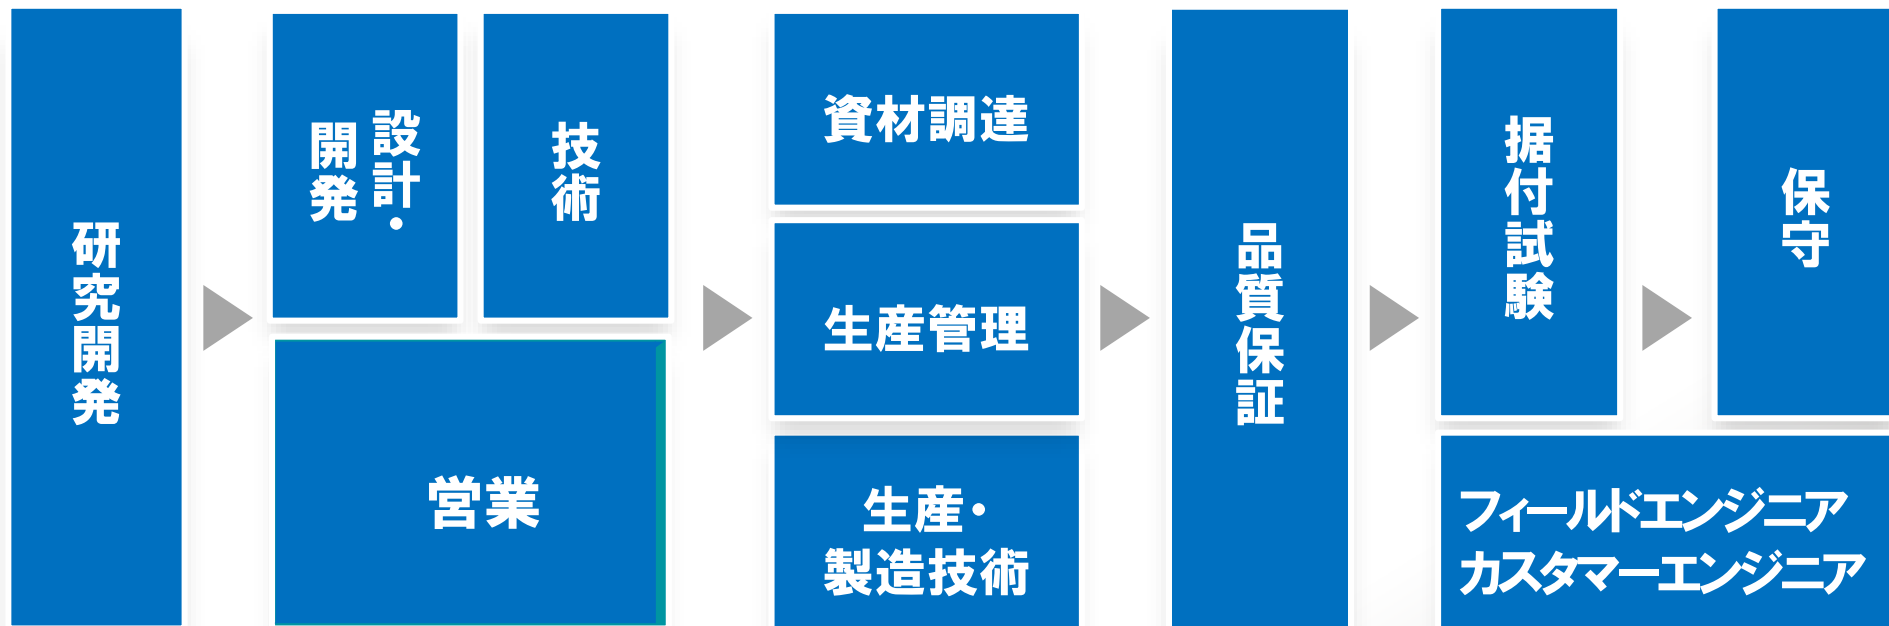 研究開発
設計・
開発
技術
営業
資材調達
生産管理
生産・
製造技術
品質保証
据付試験
保守
フィールドエンジニア
カスタマーエンジニア